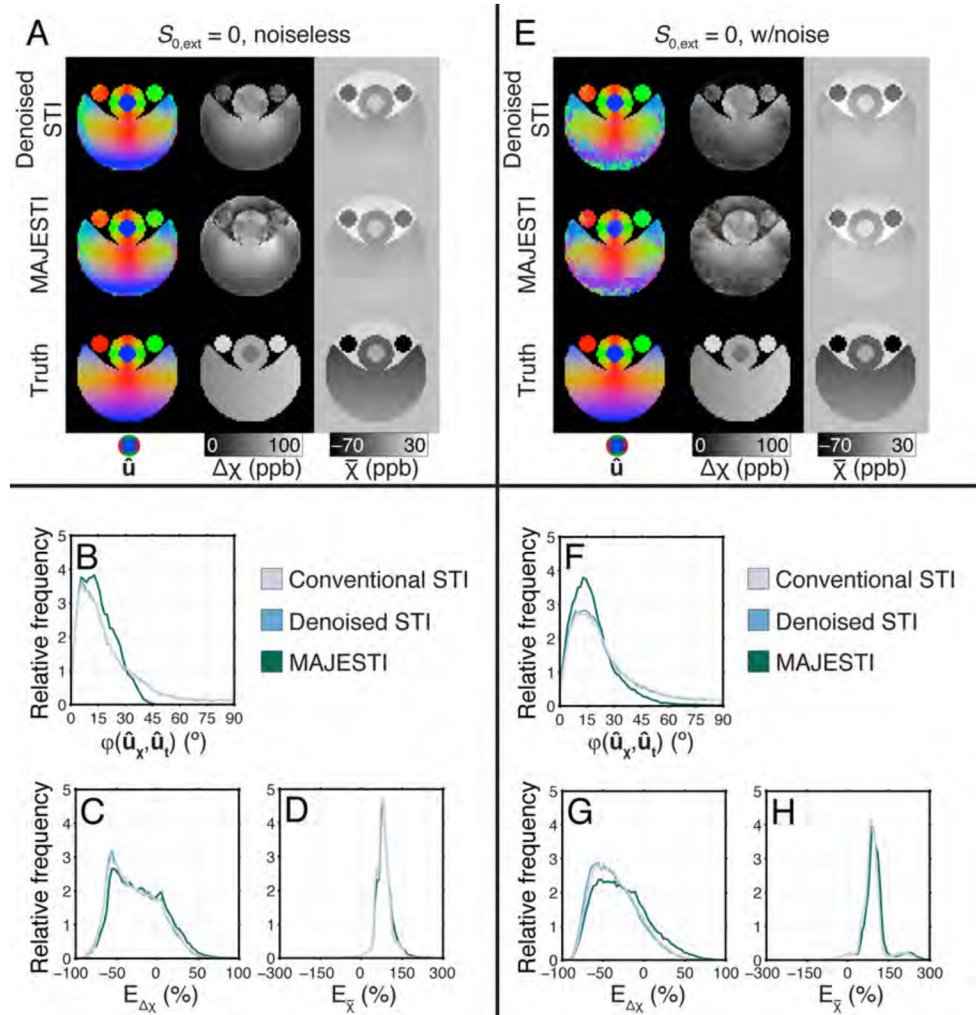 A
S0,ext = 0, noiseless
Denoised
STI
MAJESTI
Truth
û
0 100
Δχ (ppb)
−70 30
χ̄ (ppb)
E
S0,ext = 0, w/noise
Denoised
STI
MAJESTI
Truth
û
0 100
Δχ (ppb)
−70 30
χ̄ (ppb)
B
Relative frequency
5
4
3
2
1
0
0 15 30 45 60 75 90
φ(ûχ,ût) (º)
Conventional STI
Denoised STI
MAJESTI
C
Relative frequency
5
4
3
2
1
0
−100 −50 0 50 100
EΔχ (%)
D
5
4
3
2
1
0
−300 −150 0 150 300
Eχ̄ (%)
F
Relative frequency
5
4
3
2
1
0
0 15 30 45 60 75 90
φ(ûχ,ût) (º)
Conventional STI
Denoised STI
MAJESTI
G
Relative frequency
5
4
3
2
1
0
−100 −50 0 50 100
EΔχ (%)
H
5
4
3
2
1
0
−300 −150 0 150 300
Eχ̄ (%)